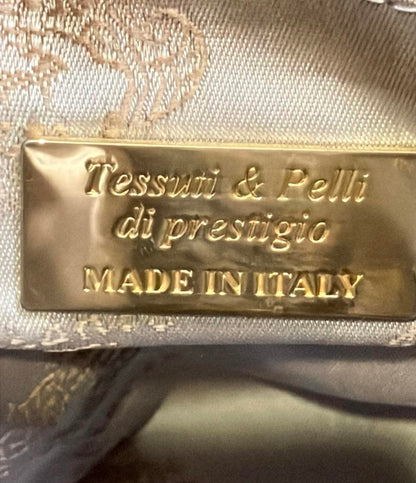 Tessuti & Pelli
di prestigio
MADE IN ITALY